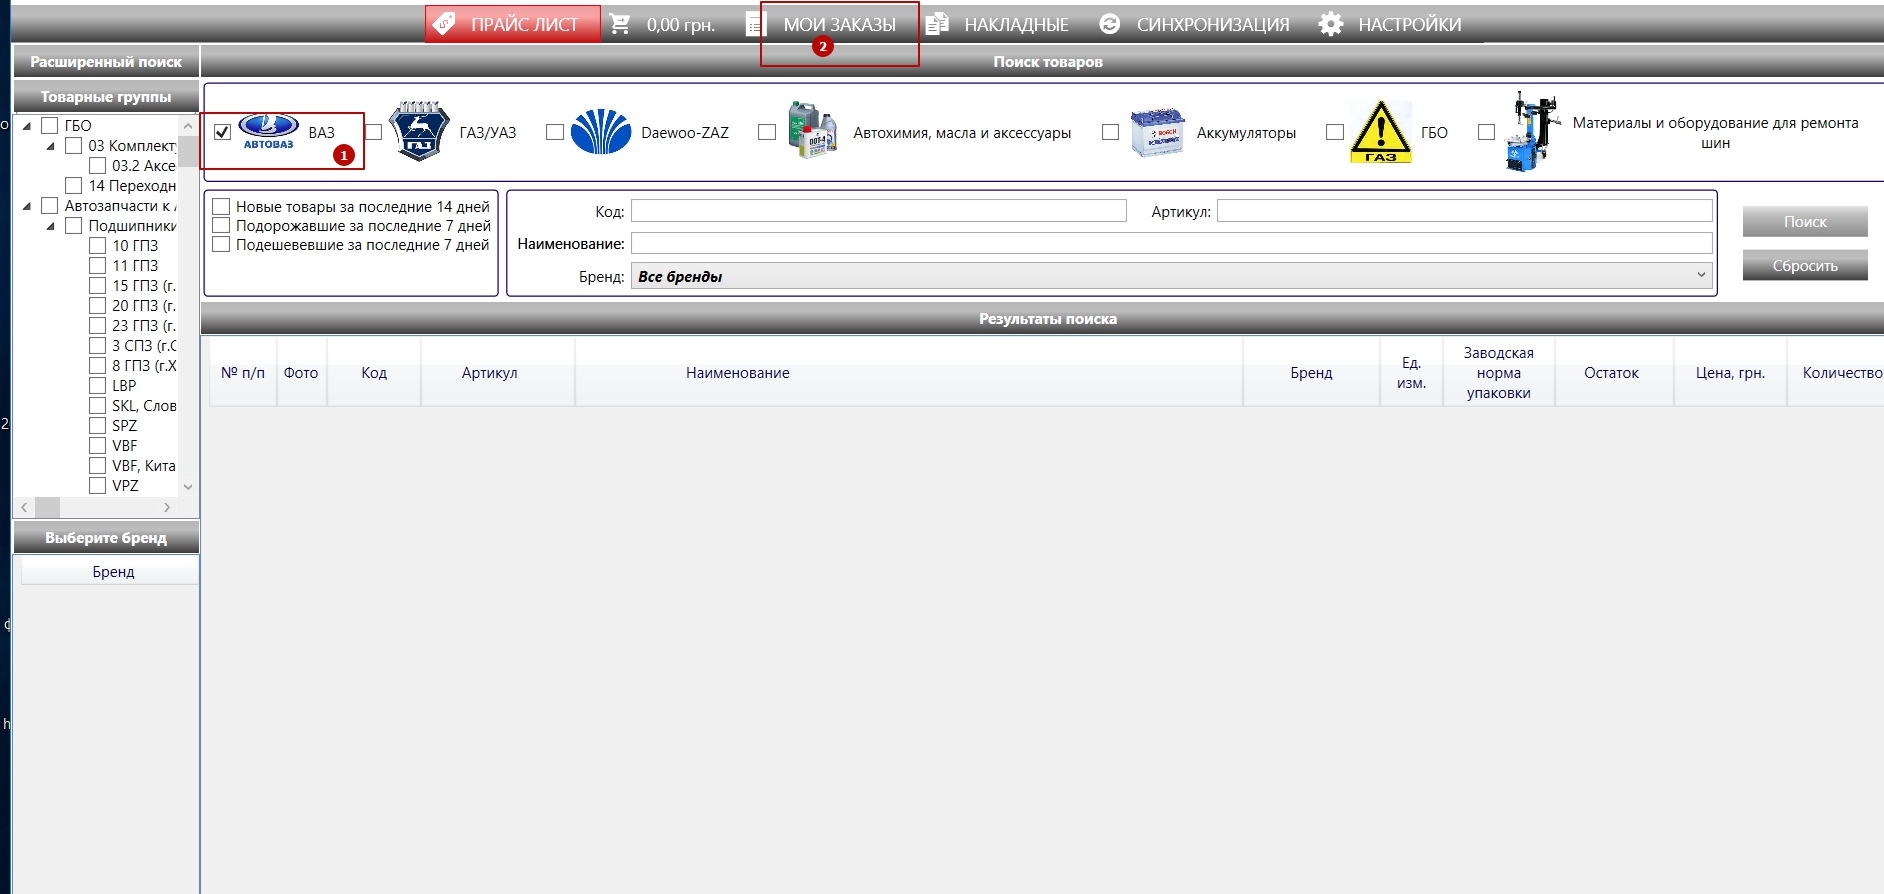 ПРАЙС ЛИСТ
0,00 грн.
МОИ ЗАКАЗЫ
НАКЛАДНЫЕ
СИНХРОНИЗАЦИЯ
НАСТРОЙКИ
2
Расширенный поиск
Поиск товаров
Товарные группы
ГБО
03 Комплект
03.2 Аксе
14 Переходн
Автозапчасти к
Подшипники
10 ГПЗ
11 ГПЗ
15 ГПЗ (г.
20 ГПЗ (г.
23 ГПЗ (г.
3 СПЗ (г.С
8 ГПЗ (г.Х
LBP
SKL, Слов
SPZ
VBF
VBF, Кита
VPZ
АВТОВАЗ
ВАЗ
1
ГАЗ
ГАЗ/УАЗ
Daewoo-ZAZ
DOT-4
Автохимия, масла и аксессуары
BOSCH
Аккумуляторы
ГАЗ
ГБО
Материалы и оборудование для ремонта
шин
Новые товары за последние 14 дней
Подорожавшие за последние 7 дней
Подешевевшие за последние 7 дней
Код:
Артикул:
Наименование:
Бренд:
Все бренды
Поиск
Сбросить
Результаты поиска
№ п/п
Фото
Код
Артикул
Наименование
Бренд
Ед.
изм.
Заводская
норма
упаковки
Остаток
Цена, грн.
Количество
Выберите бренд
Бренд